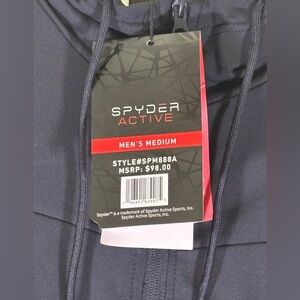 SPYDER
ACTIVE
MEN'S MEDIUM
STYLE#SPM888A
MSRP: $98.00
Spyder™ is a trademark of Spyder Active Sports, Inc.
Spyder Active Sports, Inc.